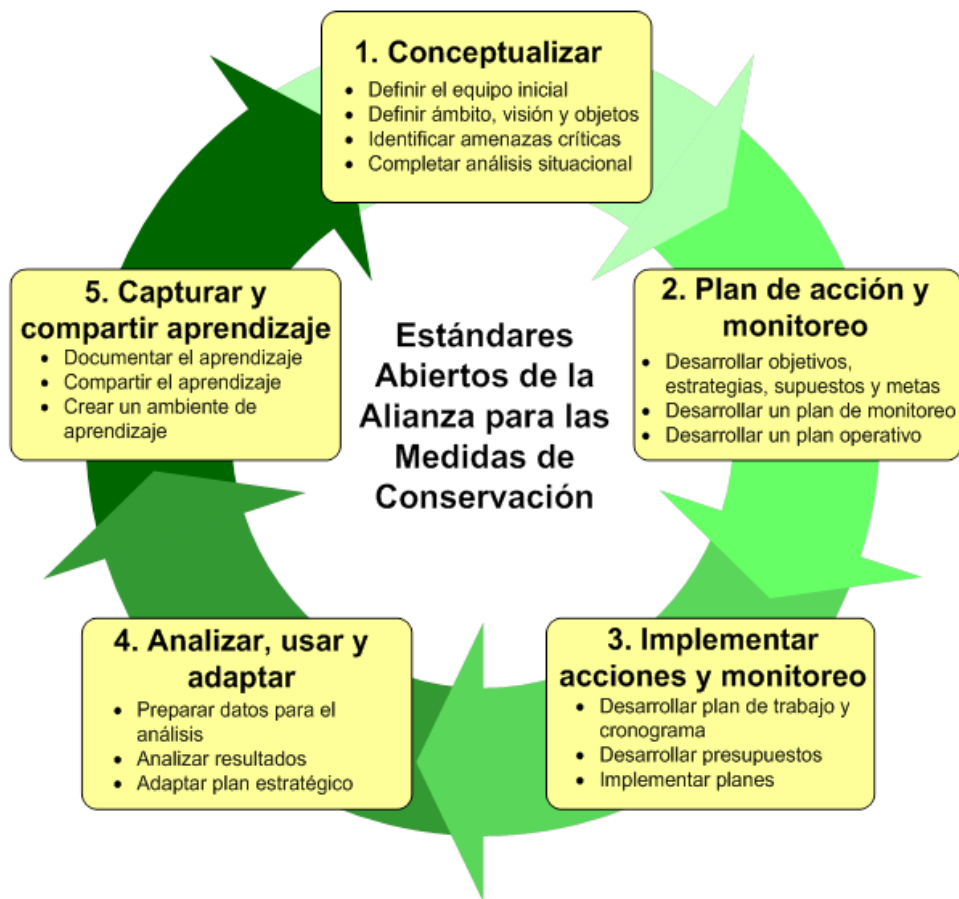 1. Conceptualizar
• Definir el equipo inicial
• Definir ámbito, visión y objetos
• Identificar amenazas críticas
• Completar análisis situacional
2. Plan de acción y
monitoreo
• Desarrollar objetivos,
estrategias, supuestos y metas
• Desarrollar un plan de monitoreo
• Desarrollar un plan operativo
3. Implementar
acciones y monitoreo
• Desarrollar plan de trabajo y
cronograma
• Desarrollar presupuestos
• Implementar planes
4. Analizar, usar y
adaptar
• Preparar datos para el
análisis
• Analizar resultados
• Adaptar plan estratégico
5. Capturar y
compartir aprendizaje
• Documentar el aprendizaje
• Compartir el aprendizaje
• Crear un ambiente de
aprendizaje
Estándares
Abiertos de la
Alianza para las
Medidas de
Conservación